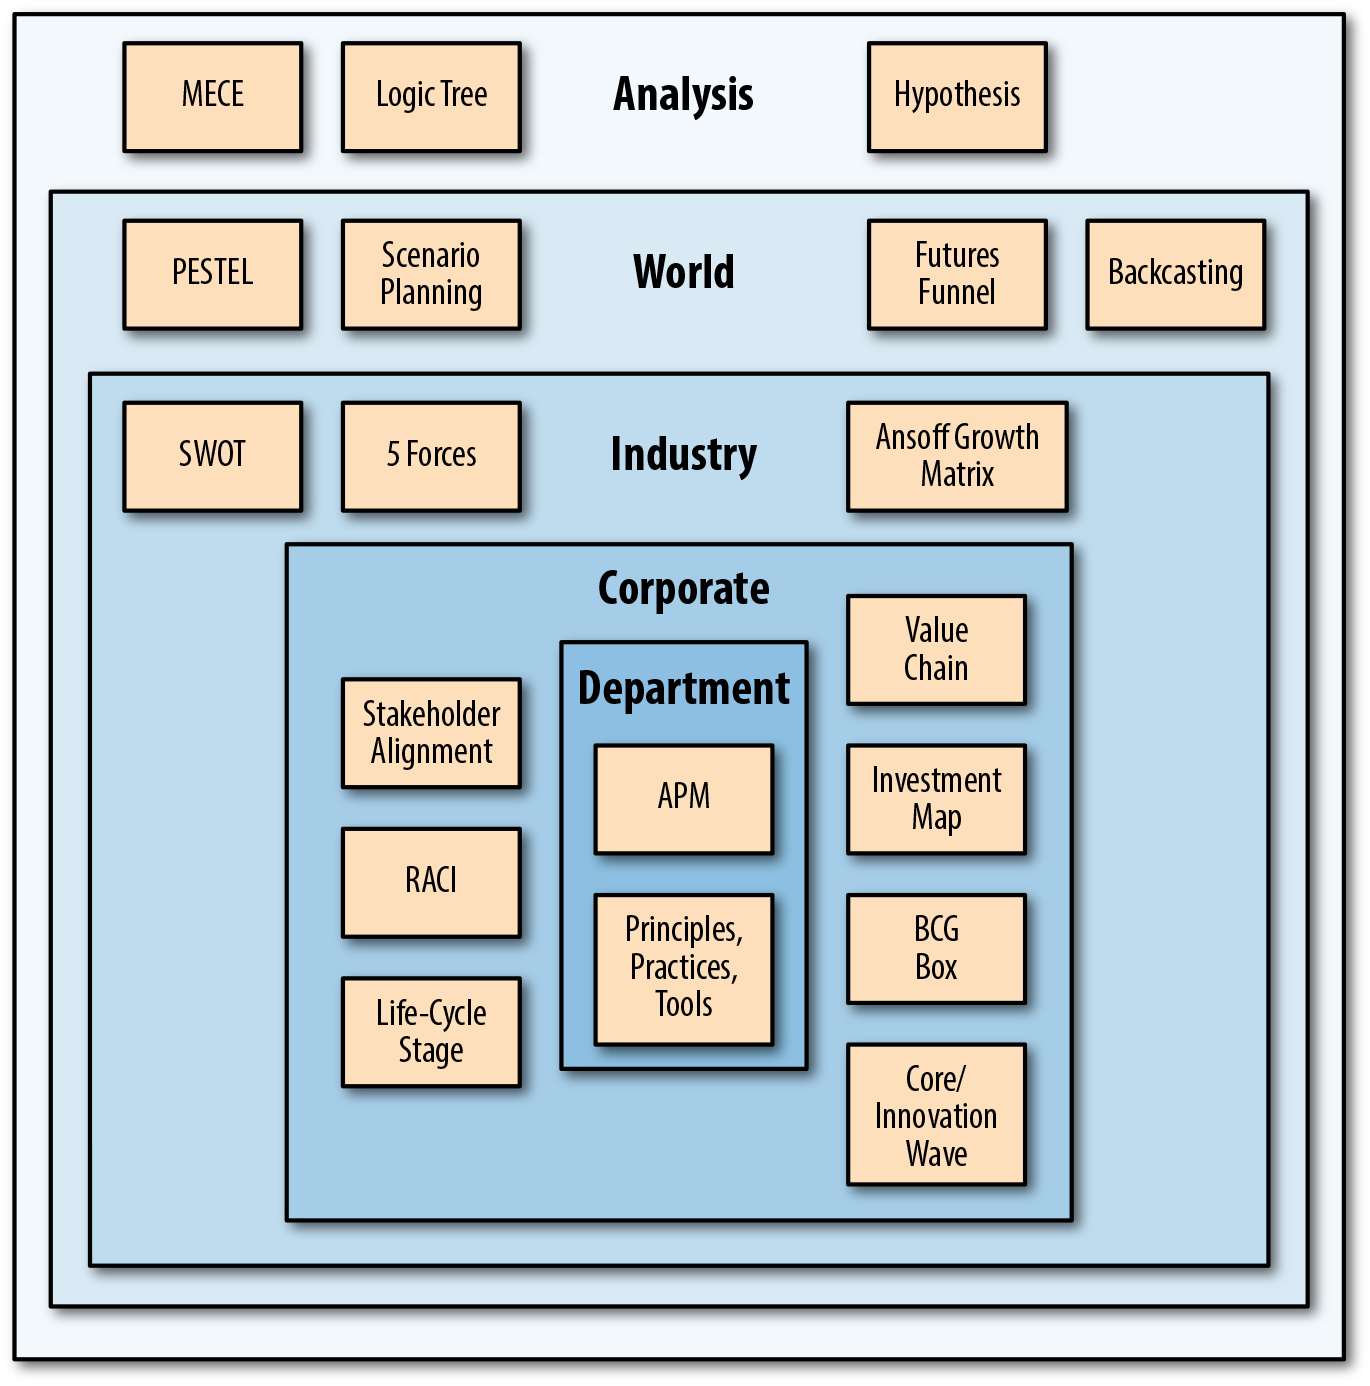 MECE
Logic Tree
Analysis
Hypothesis
PESTEL
Scenario
Planning
World
Futures
Funnel
Backcasting
SWOT
5 Forces
Industry
Ansoff Growth
Matrix
Corporate
Stakeholder
Alignment
RACI
Life-Cycle
Stage
Department
APM
Principles,
Practices,
Tools
Value
Chain
Investment
Map
BCG
Box
Core/
Innovation
Wave